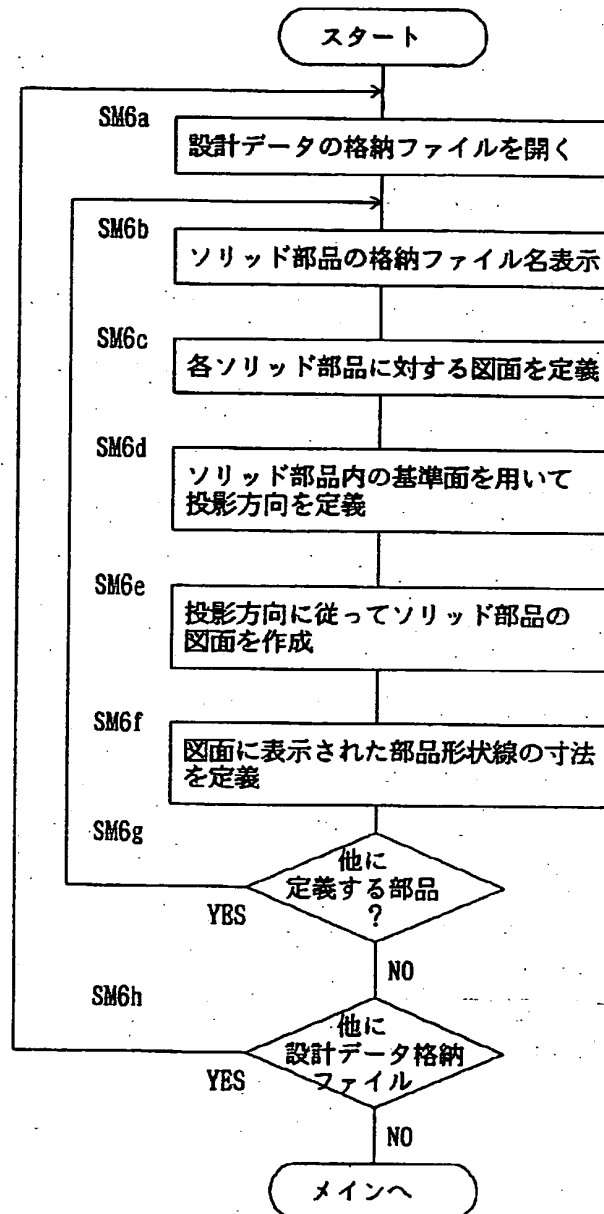 スタート
SM6a
設計データの格納ファイルを開く
SM6b
ソリッド部品の格納ファイル名表示
SM6c
各ソリッド部品に対する図面を定義
SM6d
ソリッド部品内の基準面を用いて
投影方向を定義
SM6e
投影方向に従ってソリッド部品の
図面を作成
SM6f
図面に表示された部品形状線の寸法
を定義
SM6g
他に
定義する部品
?
YES
NO
SM6h
他に
設計データ格納
ファイル
YES
NO
メインへ